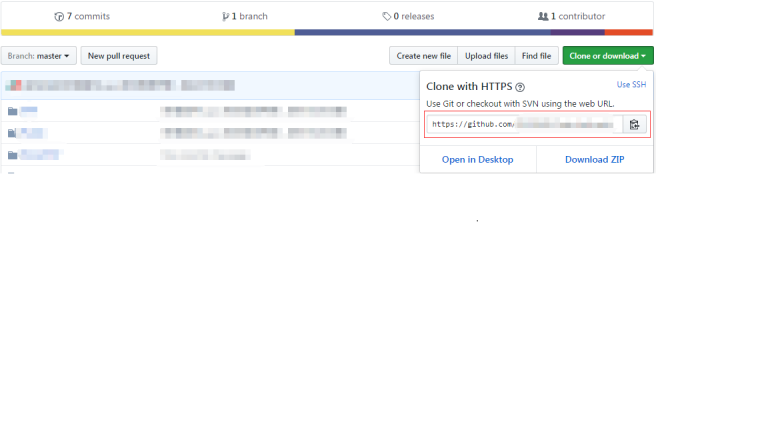 7 commits 1 branch 0 releases 1 contributor
Branch: master New pull request Create new file Upload files Find file Clone or download
Clone with HTTPS Use SSH
Use Git or checkout with SVN using the web URL.
https://github.com/
Open in Desktop Download ZIP